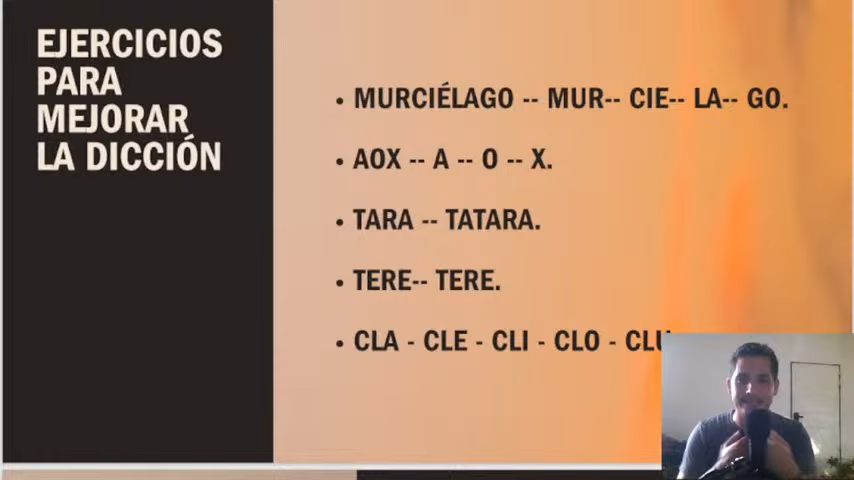 EJERCICIOS
PARA
MEJORAR
LA DICCIÓN
• MURCIÉLAGO -- MUR-- CIE-- LA-- GO.
• AOX -- A -- O -- X.
• TARA -- TATARA.
• TERE-- TERE.
• CLA - CLE - CLI - CLO - CLU